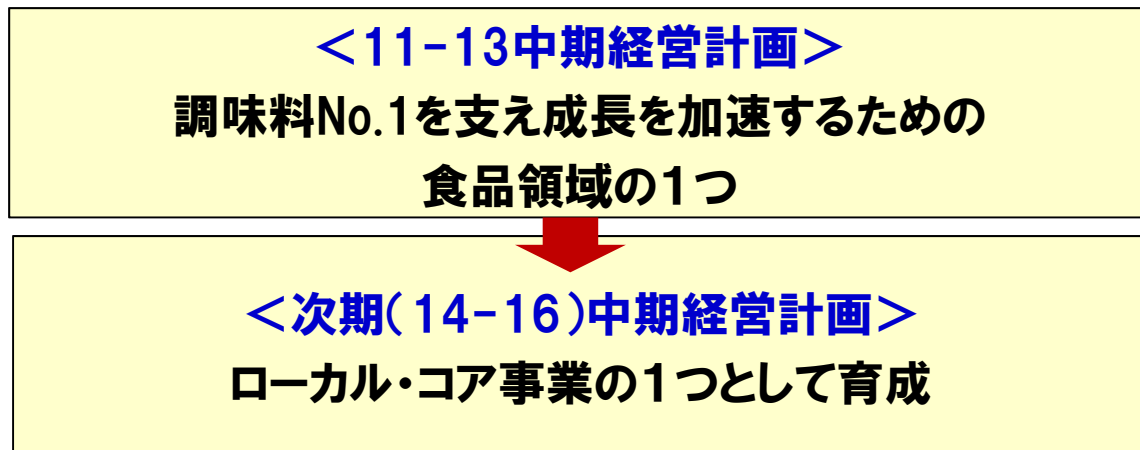 ＜11-13中期経営計画＞
調味料No.1を支え成長を加速するための
食品領域の１つ
＜次期(14-16)中期経営計画＞
ローカル・コア事業の１つとして育成